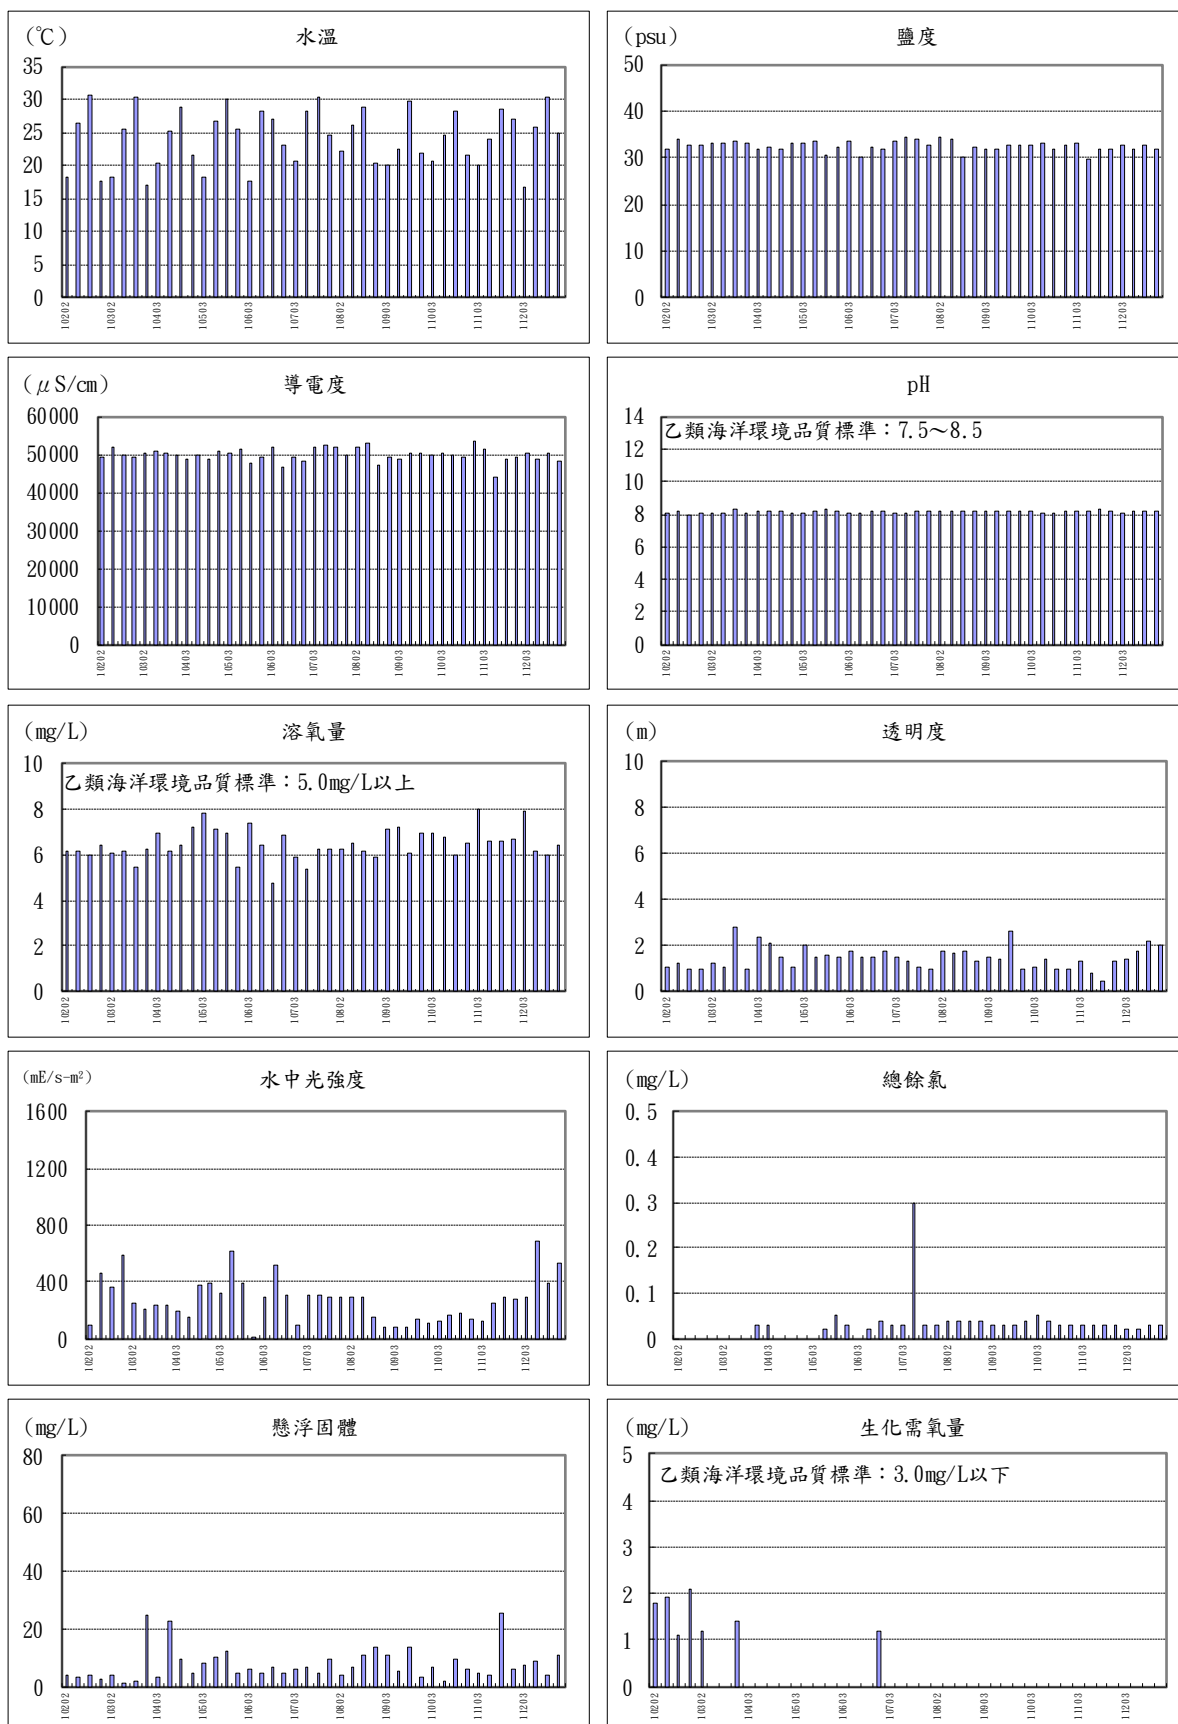 (℃) 水溫
35
30
25
20
15
10
5
0
10202 10302 10403 10503 10603 10703 10802 10903 11003 11103 11203
(psu) 鹽度
50
40
30
20
10
0
10202 10302 10403 10503 10603 10703 10802 10903 11003 11103 11203
(μS/cm) 導電度
60000
50000
40000
30000
20000
10000
0
10202 10302 10403 10503 10603 10703 10802 10903 11003 11103 11203
pH
乙類海洋環境品質標準：7.5～8.5
14
12
10
8
6
4
2
0
10202 10302 10403 10503 10603 10703 10802 10903 11003 11103 11203
(mg/L) 溶氧量
乙類海洋環境品質標準：5.0mg/L以上
10
8
6
4
2
0
10202 10302 10403 10503 10603 10703 10802 10903 11003 11103 11203
(m) 透明度
10
8
6
4
2
0
10202 10302 10403 10503 10603 10703 10802 10903 11003 11103 11203
(mE/s-m²) 水中光強度
1600
1200
800
400
0
10202 10302 10403 10503 10603 10703 10802 10903 11003 11103 11203
(mg/L) 總餘氯
0.5
0.4
0.3
0.2
0.1
0
10202 10302 10403 10503 10603 10703 10802 10903 11003 11103 11203
(mg/L) 懸浮固體
80
60
40
20
0
10202 10302 10403 10503 10603 10703 10802 10903 11003 11103 11203
(mg/L) 生化需氧量
乙類海洋環境品質標準：3.0mg/L以下
5
4
3
2
1
0
10202 10302 10403 10503 10603 10703 10802 10903 11003 11103 11203